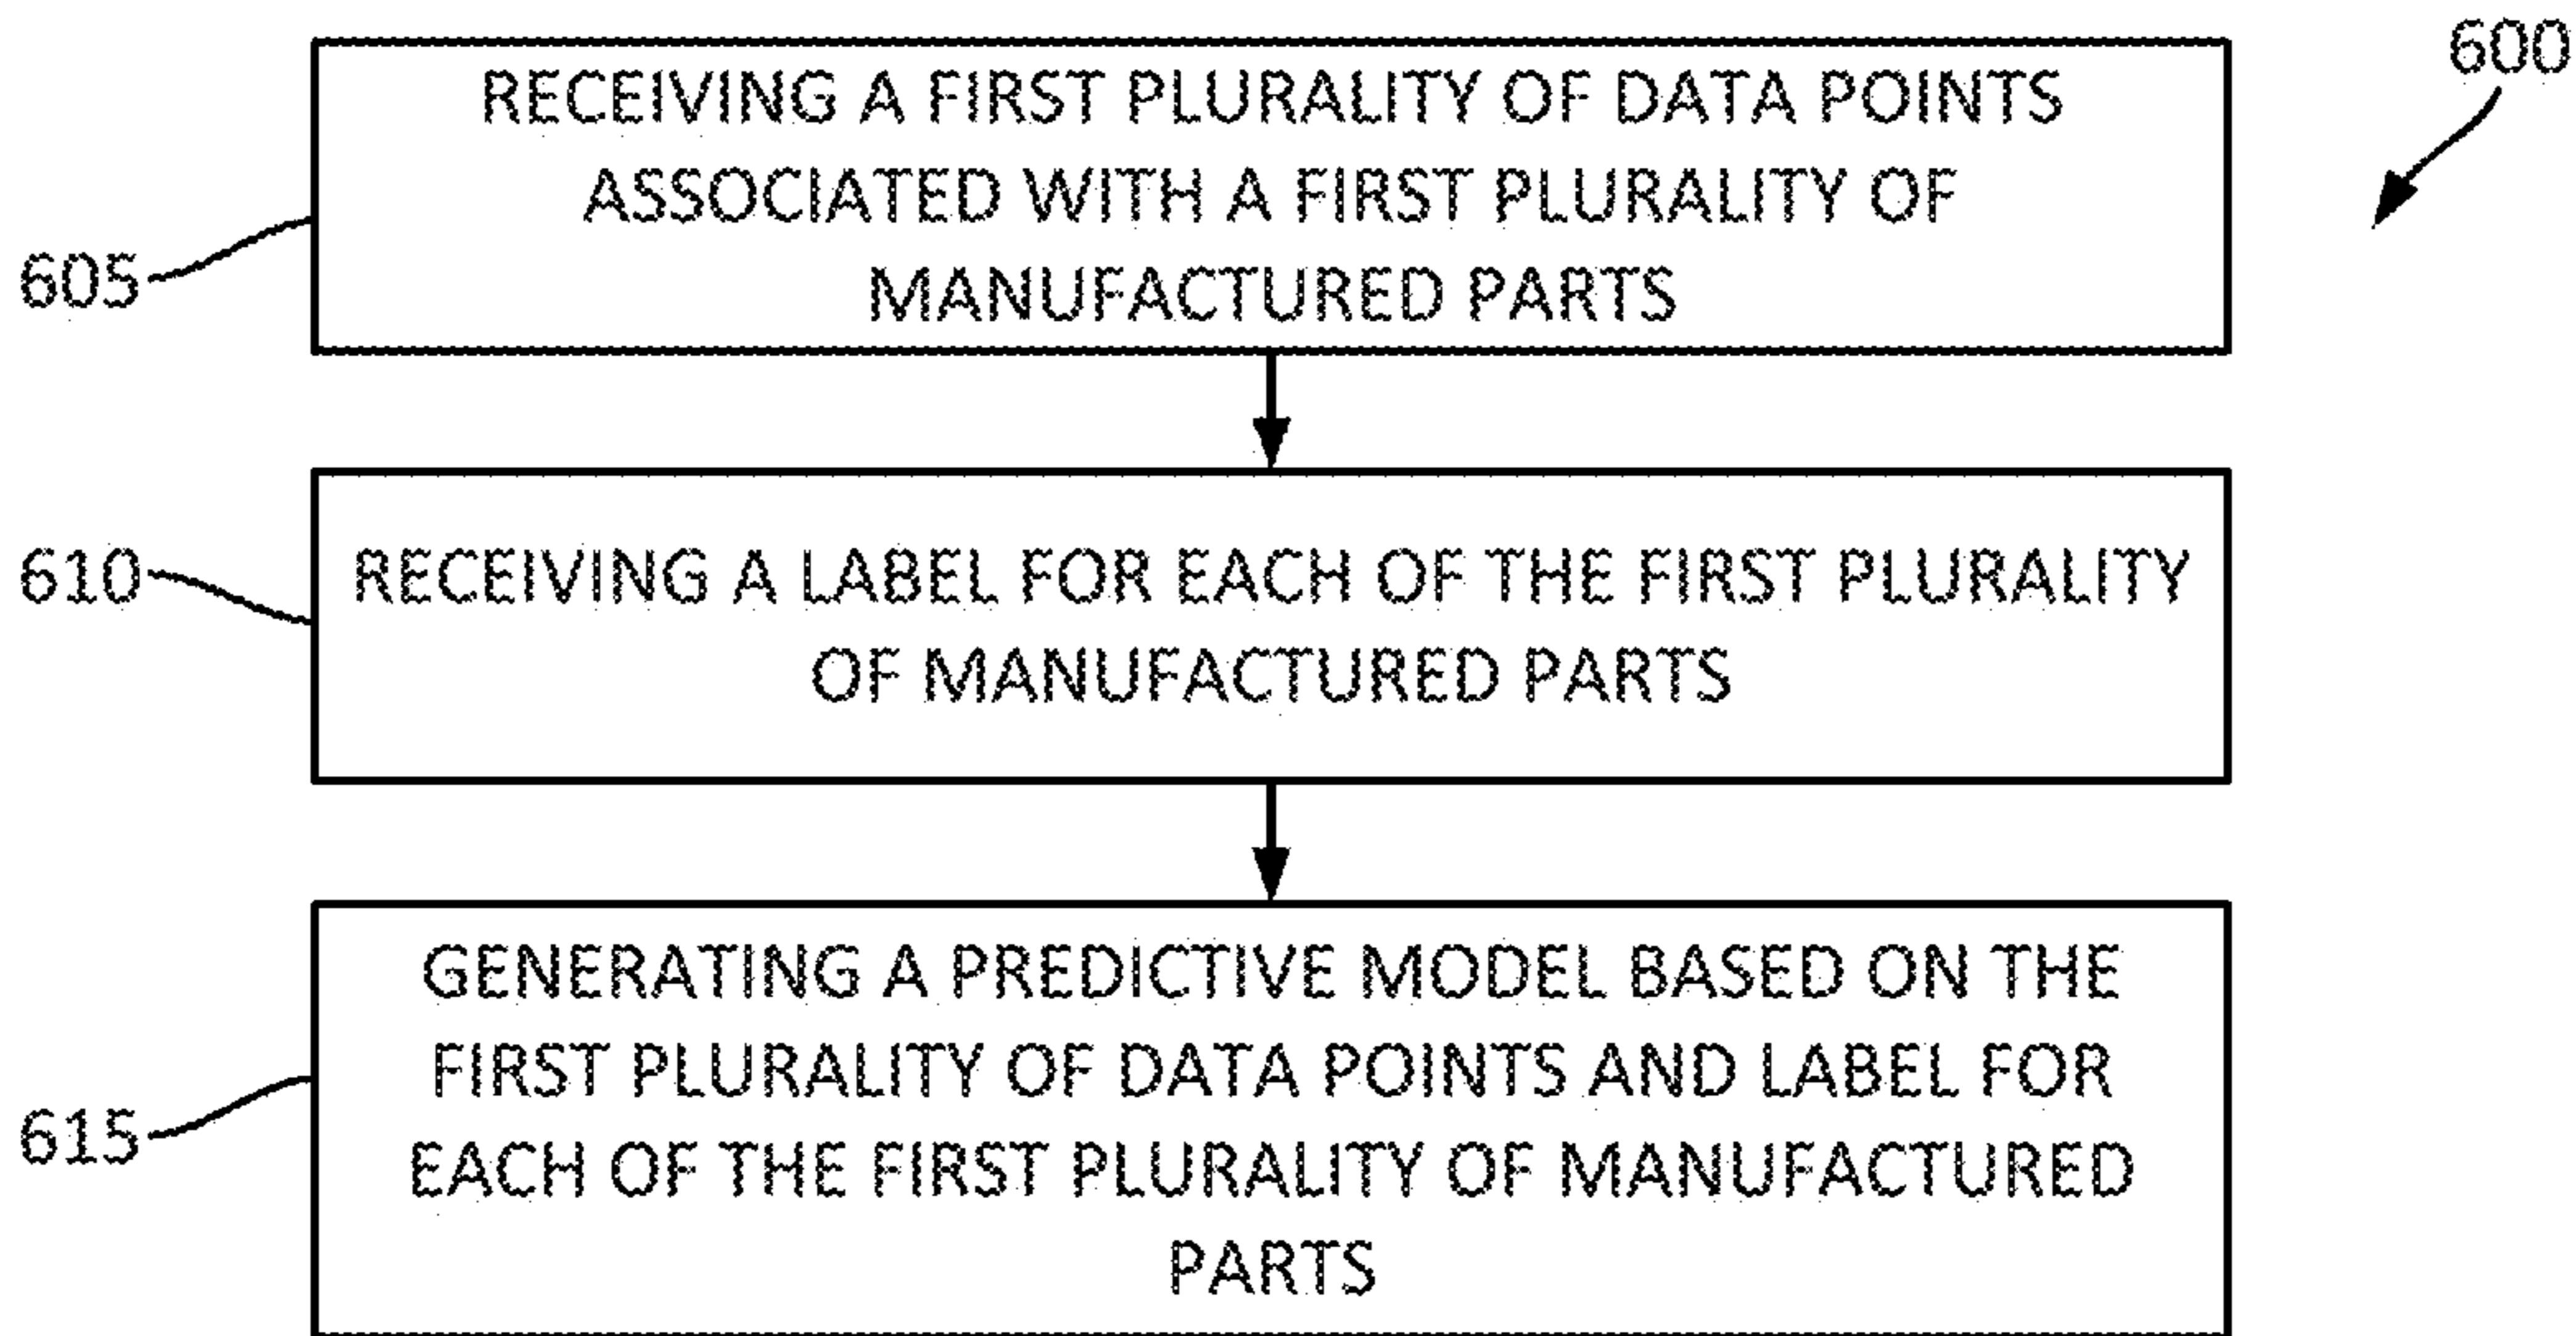 600
RECEIVING A FIRST PLURALITY OF DATA POINTS
ASSOCIATED WITH A FIRST PLURALITY OF
MANUFACTURED PARTS
605
RECEIVING A LABEL FOR EACH OF THE FIRST PLURALITY
OF MANUFACTURED PARTS
610
GENERATING A PREDICTIVE MODEL BASED ON THE
FIRST PLURALITY OF DATA POINTS AND LABEL FOR
EACH OF THE FIRST PLURALITY OF MANUFACTURED
PARTS
615